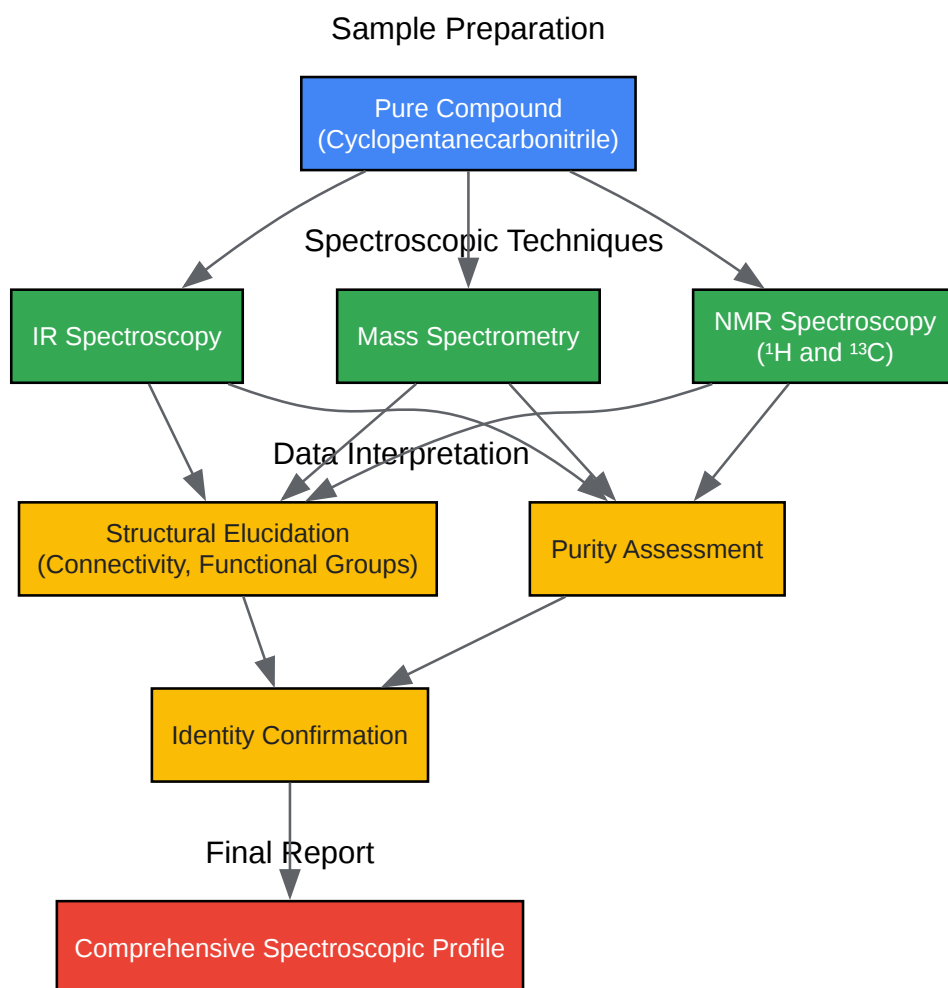 Sample Preparation
Pure Compound
(Cyclopentanecarbonitrile)
Spectroscopic Techniques
IR Spectroscopy
Mass Spectrometry
NMR Spectroscopy
(¹H and ¹³C)
Data Interpretation
Structural Elucidation
(Connectivity, Functional Groups)
Purity Assessment
Identity Confirmation
Final Report
Comprehensive Spectroscopic Profile